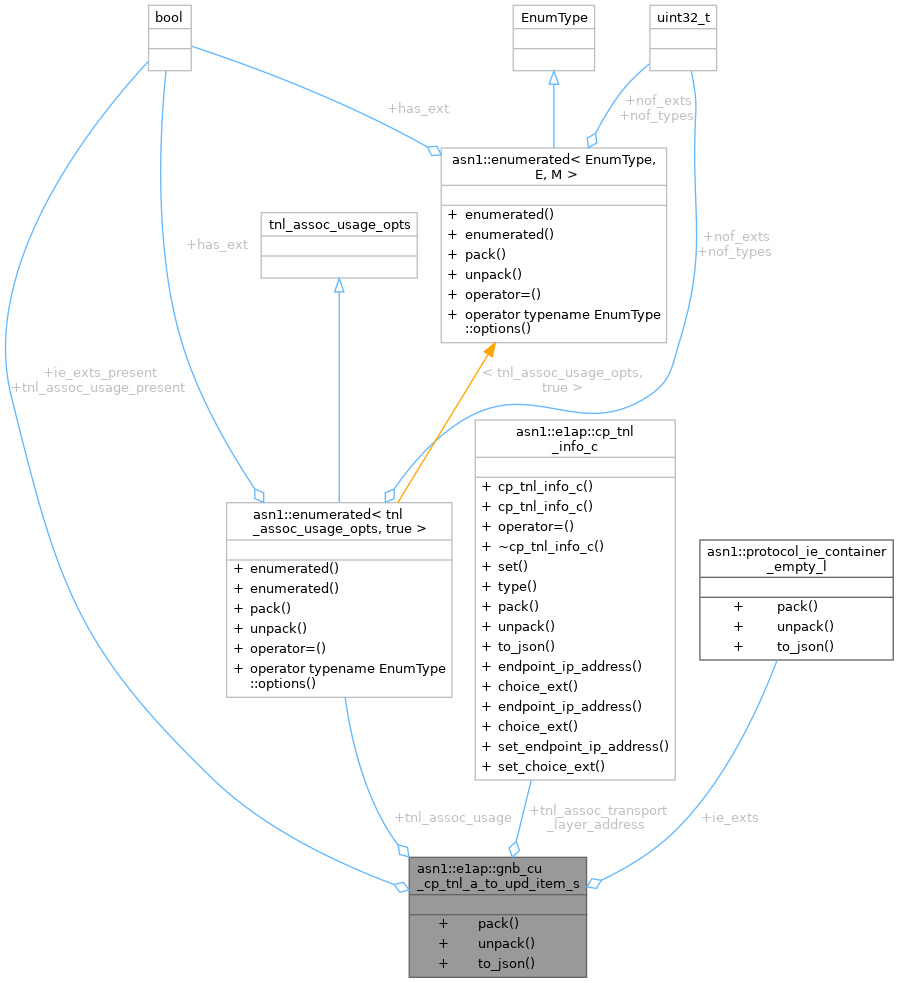 bool
EnumType
uint32_t
+has_ext
+nof_exts
+nof_types
asn1::enumerated< EnumType,
E, M >
+ enumerated()
+ enumerated()
+ pack()
+ unpack()
+ operator=()
+ operator typename EnumType
::options()
tnl_assoc_usage_opts
+has_ext
+nof_exts
+nof_types
+ie_exts_present
+tnl_assoc_usage_present
< tnl_assoc_usage_opts,
true >
asn1::enumerated< tnl
_assoc_usage_opts, true >
+ enumerated()
+ enumerated()
+ pack()
+ unpack()
+ operator=()
+ operator typename EnumType
::options()
asn1::e1ap::cp_tnl
_info_c
+ cp_tnl_info_c()
+ cp_tnl_info_c()
+ operator=()
+ ~cp_tnl_info_c()
+ set()
+ type()
+ pack()
+ unpack()
+ to_json()
+ endpoint_ip_address()
+ choice_ext()
+ endpoint_ip_address()
+ choice_ext()
+ set_endpoint_ip_address()
+ set_choice_ext()
asn1::protocol_ie_container
_empty_l
+ pack()
+ unpack()
+ to_json()
+tnl_assoc_usage
+tnl_assoc_transport
_layer_address
+ie_exts
asn1::e1ap::gnb_cu
_cp_tnl_a_to_upd_item_s
+ pack()
+ unpack()
+ to_json()